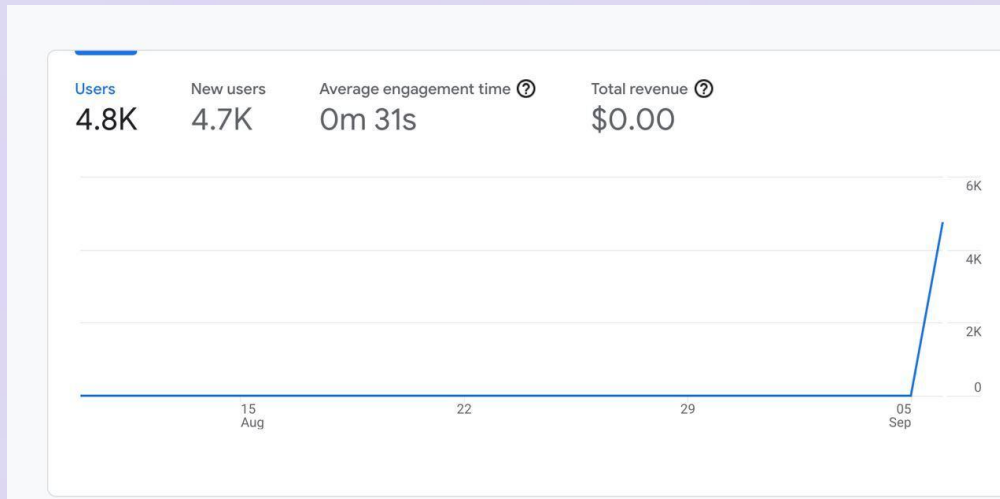 Users New users Average engagement time ? Total revenue ?
4.8K 4.7K 0m 31s $0.00
6K
4K
2K
0
15 22 29 05
Aug Sep